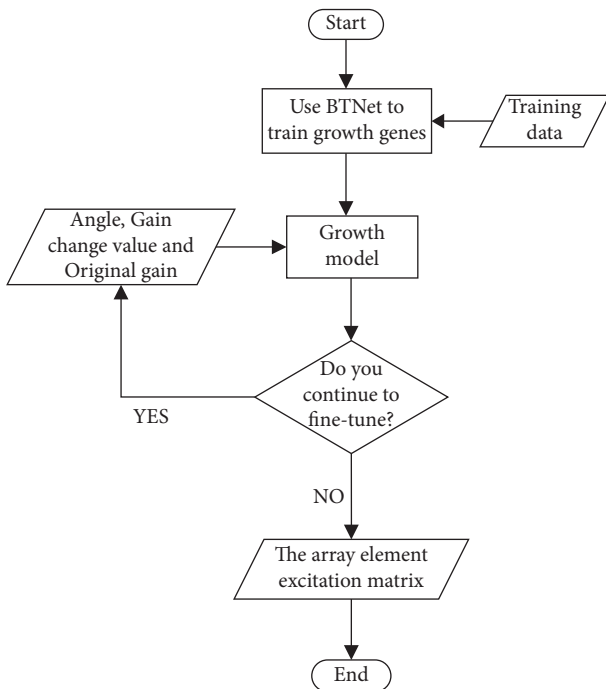 Start
Use BTNet to
train growth genes
Training
data
Angle, Gain
change value and
Original gain
Growth
model
Do you
continue to
fine-tune?
YES
NO
The array element
excitation matrix
End